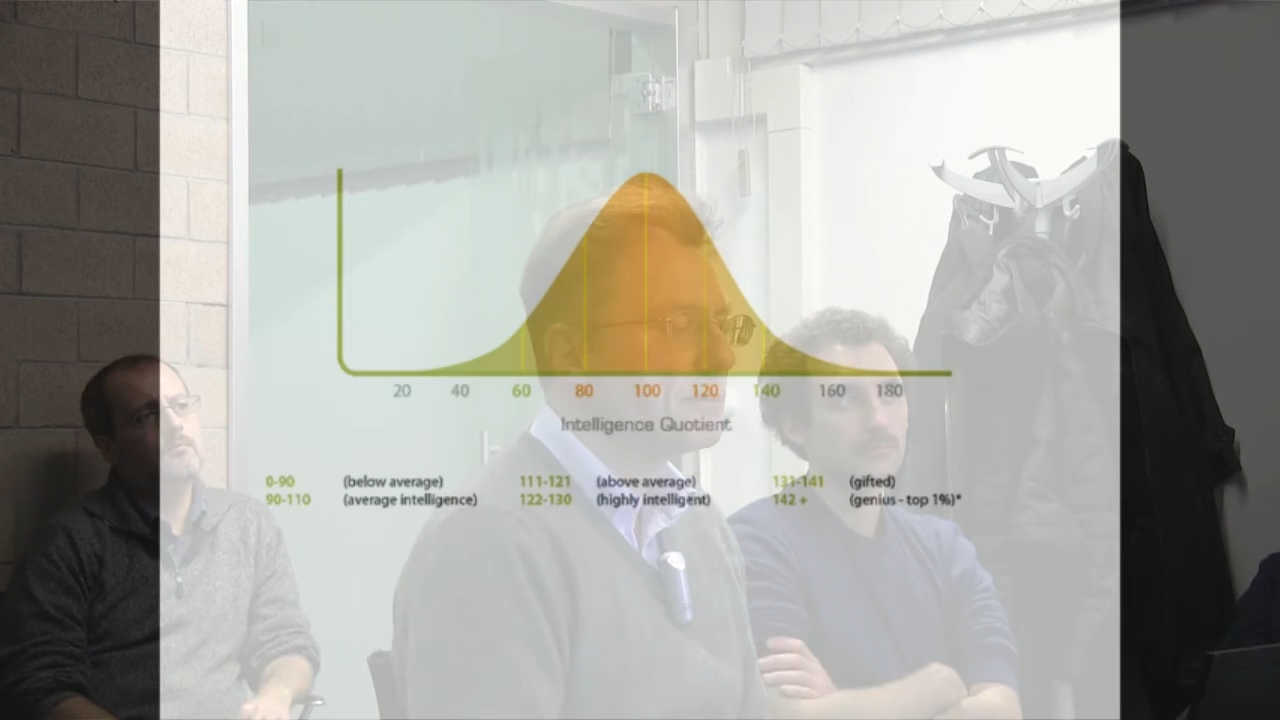 20 40 60 80 100 120 140 160 180
Intelligence Quotient
0-90 (below average) 111-121 (above average) 131-141 (gifted)
90-110 (average intelligence) 122-130 (highly intelligent) 142 + (genius - top 1%)*